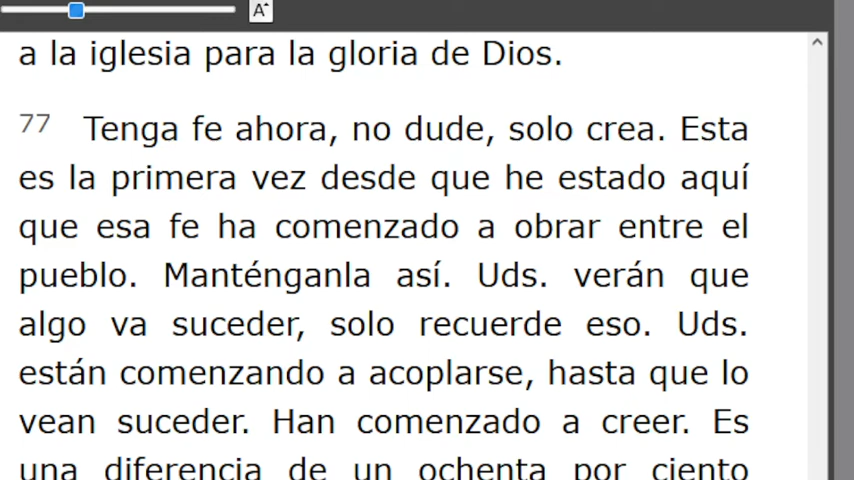 A
a la iglesia para la gloria de Dios.
77 Tenga fe ahora, no dude, solo crea. Esta
es la primera vez desde que he estado aquí
que esa fe ha comenzado a obrar entre el
pueblo. Manténganla así. Uds. verán que
algo va suceder, solo recuerde eso. Uds.
están comenzando a acoplarse, hasta que lo
vean suceder. Han comenzado a creer. Es
una diferencia de un ochenta por ciento